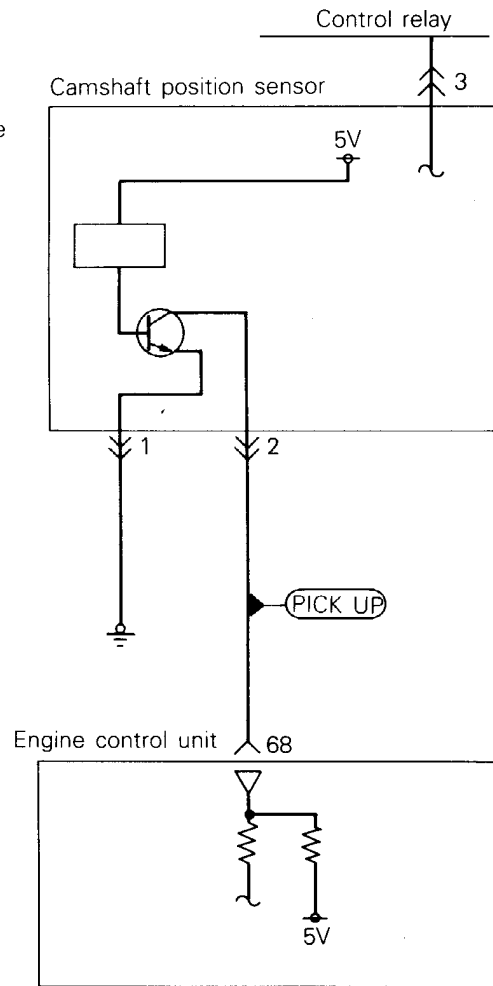 Control relay
3
Camshaft position sensor
e
5V
1
2
PICK UP
Engine control unit
68
5V